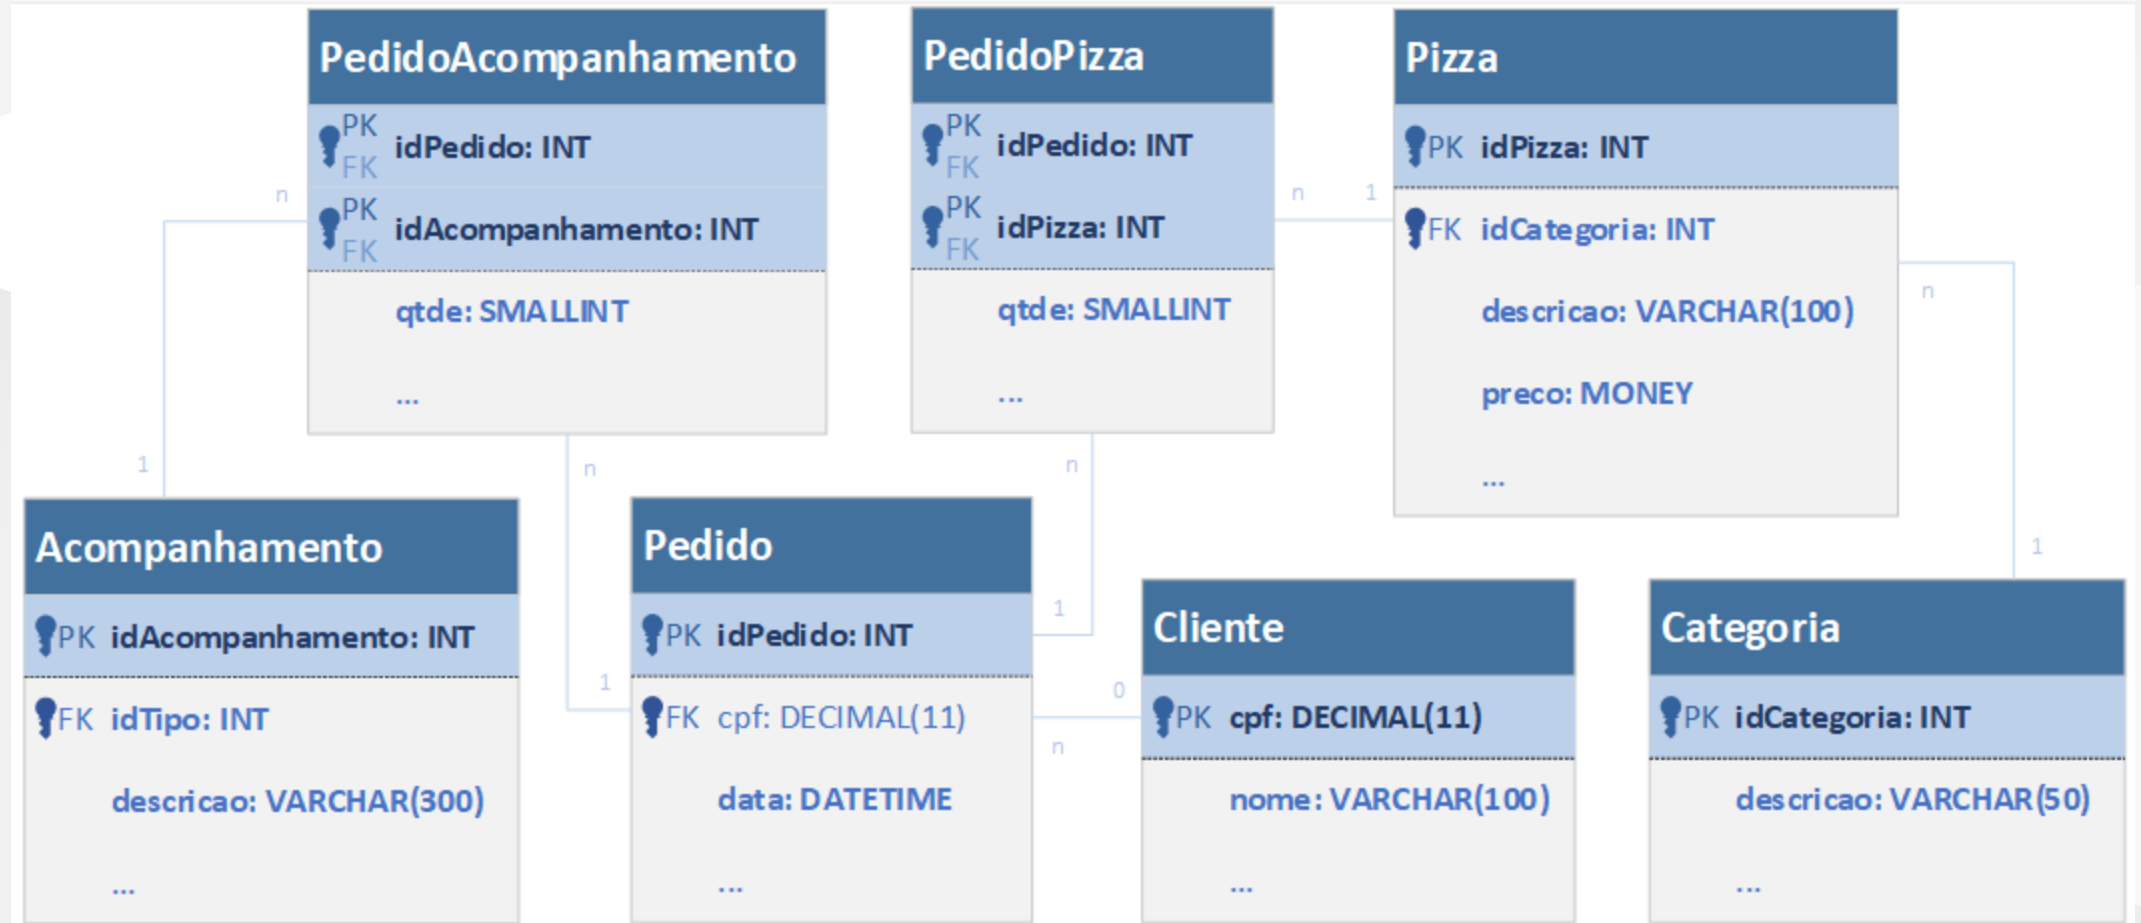 PedidoAcompanhamento
PK
FK
idPedido: INT
PK
FK
idAcompanhamento: INT
qtde: SMALLINT
...
n
1
n
1
PedidoPizza
PK
FK
idPedido: INT
PK
FK
idPizza: INT
qtde: SMALLINT
...
n
1
n
1
Pizza
PK idPizza: INT
FK idCategoria: INT
descricao: VARCHAR(100)
preco: MONEY
...
n
1
Acompanhamento
PK idAcompanhamento: INT
FK idTipo: INT
descricao: VARCHAR(300)
...
Pedido
PK idPedido: INT
FK cpf: DECIMAL(11)
data: DATETIME
...
0
n
Cliente
PK cpf: DECIMAL(11)
nome: VARCHAR(100)
...
Categoria
PK idCategoria: INT
descricao: VARCHAR(50)
...